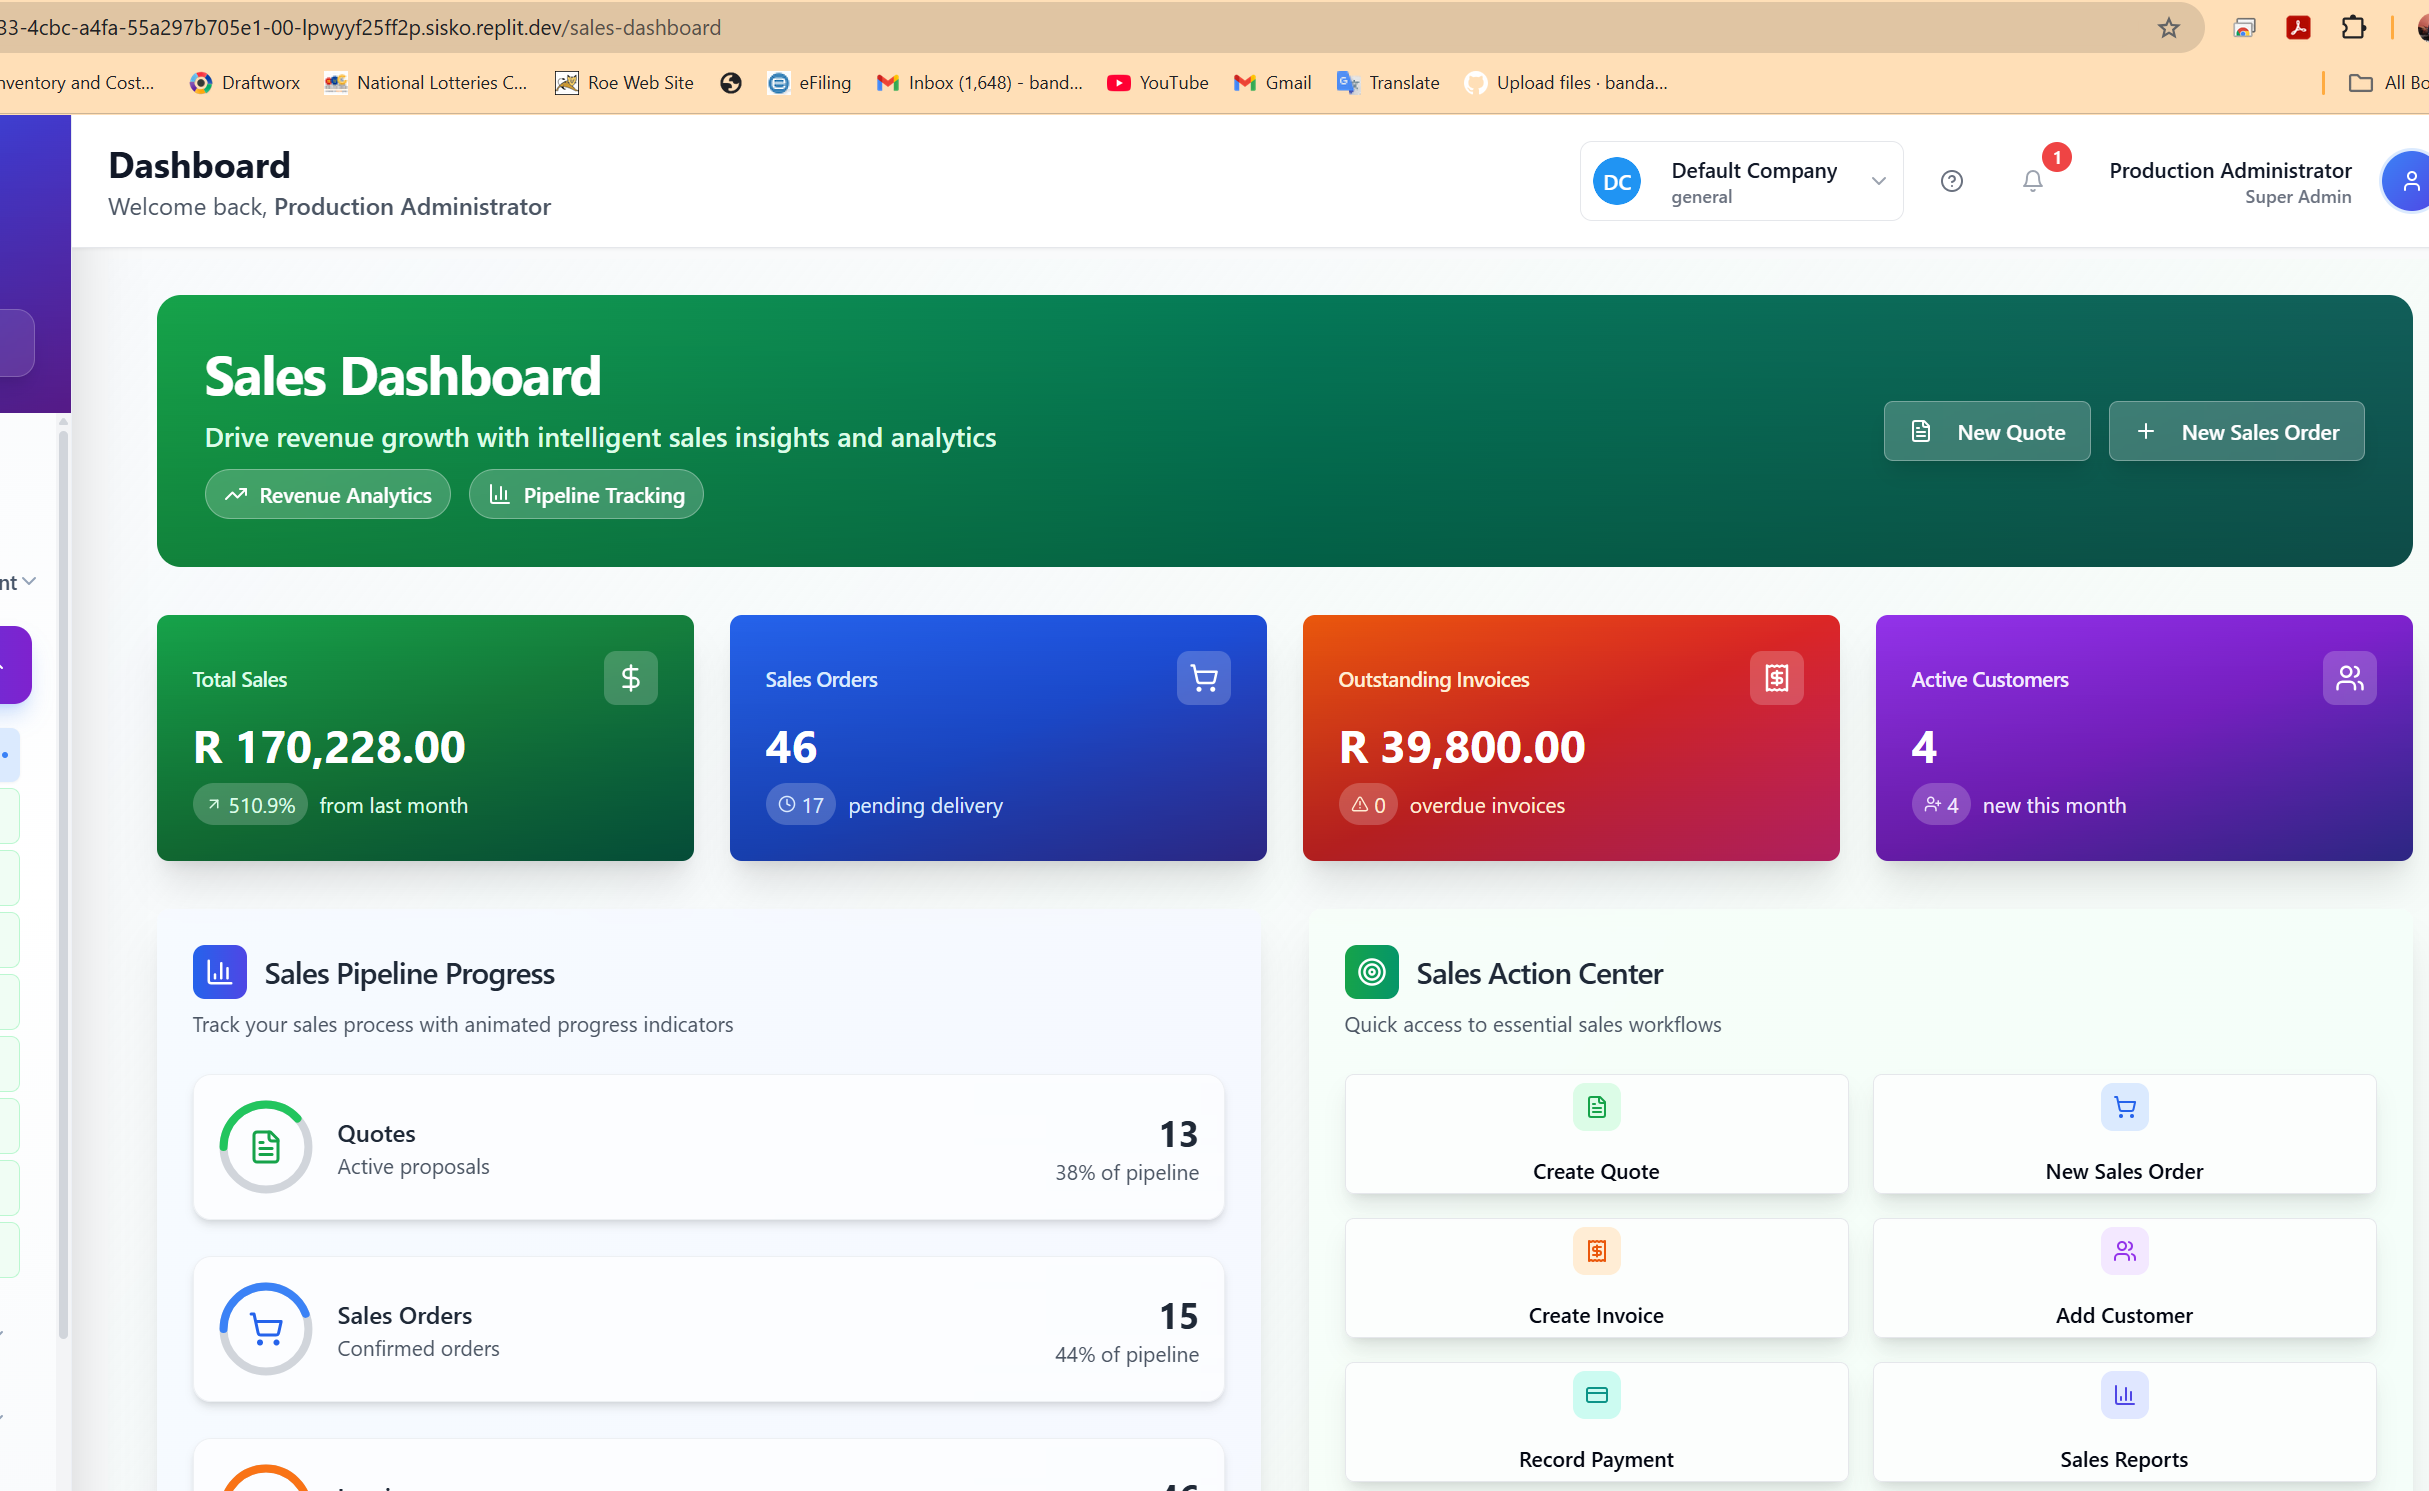 33-4cbc-a4fa-55a297b705e1-00-lpwyyf25ff2p.sisko.replit.dev/sales-dashboard
nventory and Cost...
Draftworx
National Lotteries C...
Roe Web Site
eFiling
Inbox (1,648) - band...
YouTube
Gmail
Translate
Upload files · banda...
All Bo
Dashboard
Welcome back, Production Administrator
DC
Default Company
general
1
Production Administrator
Super Admin
Sales Dashboard
Drive revenue growth with intelligent sales insights and analytics
Revenue Analytics
Pipeline Tracking
New Quote
New Sales Order
nt
Total Sales
R 170,228.00
510.9% from last month
Sales Orders
46
17 pending delivery
Outstanding Invoices
R 39,800.00
0 overdue invoices
Active Customers
4
4 new this month
Sales Pipeline Progress
Track your sales process with animated progress indicators
Quotes
Active proposals
13
38% of pipeline
Sales Orders
Confirmed orders
15
44% of pipeline
Sales Action Center
Quick access to essential sales workflows
Create Quote
New Sales Order
Create Invoice
Add Customer
Record Payment
Sales Reports